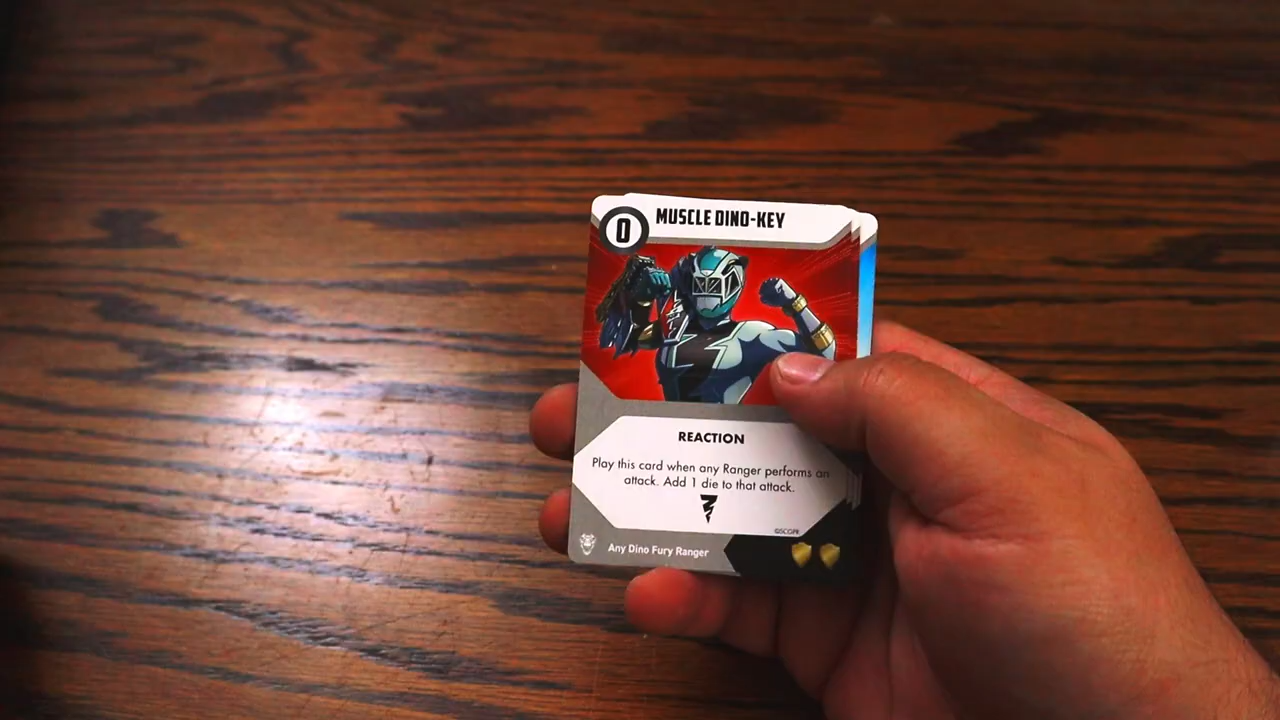 0
MUSCLE DINO-KEY
REACTION
Play this card when any Ranger performs an
attack. Add 1 die to that attack.
©SCGPR
Any Dino Fury Ranger